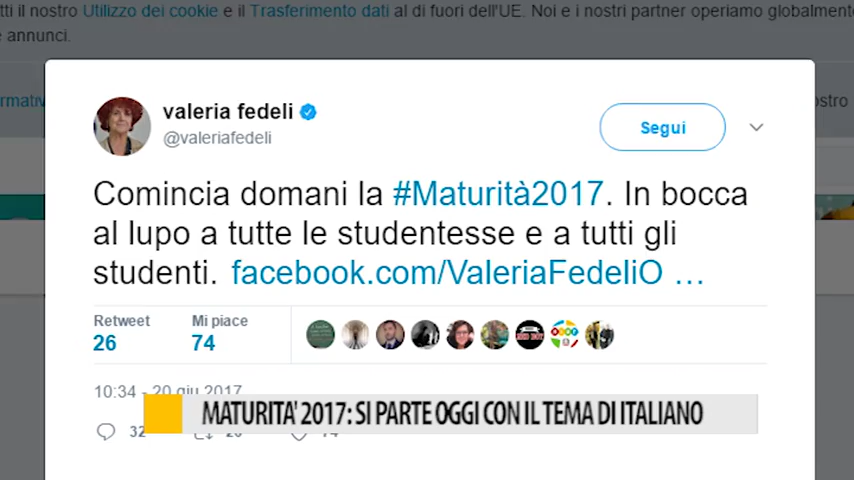 tti il nostro Utilizzo dei cookie e il Trasferimento dati al di fuori dell'UE. Noi e i nostri partner operiamo globalmente
e annunci.
valeria fedeli
@valeriafedeli
Segui
Comincia domani la #Maturità2017. In bocca
al lupo a tutte le studentesse e a tutti gli
studenti. facebook.com/ValeriaFedeliO …
Retweet
Mi piace
26
74
10:34 - 20 giu 2017
MATURITA' 2017: SI PARTE OGGI CON IL TEMA DI ITALIANO